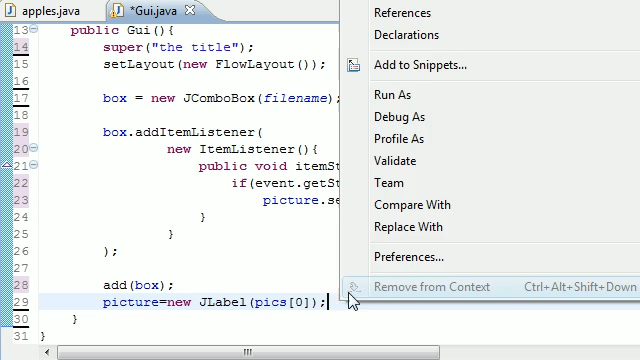 apples.java
*Gui.java
References
Declarations
Add to Snippets...
Run As
Debug As
Profile As
Validate
Team
Compare With
Replace With
Preferences...
Remove from Context Ctrl+Alt+Shift+Down
13 public Gui(){
14 super("the title");
15 setLayout(new FlowLayout());
16
17 box = new JComboBox(filename);
18
19 box.addItemListener(
20 new ItemListener(){
21 public void itemSt
22 if(event.getSt
23 picture.se
24 }
25 }
26 );
27
28 add(box);
29 picture=new JLabel(pics[0]);
30 }
31 }